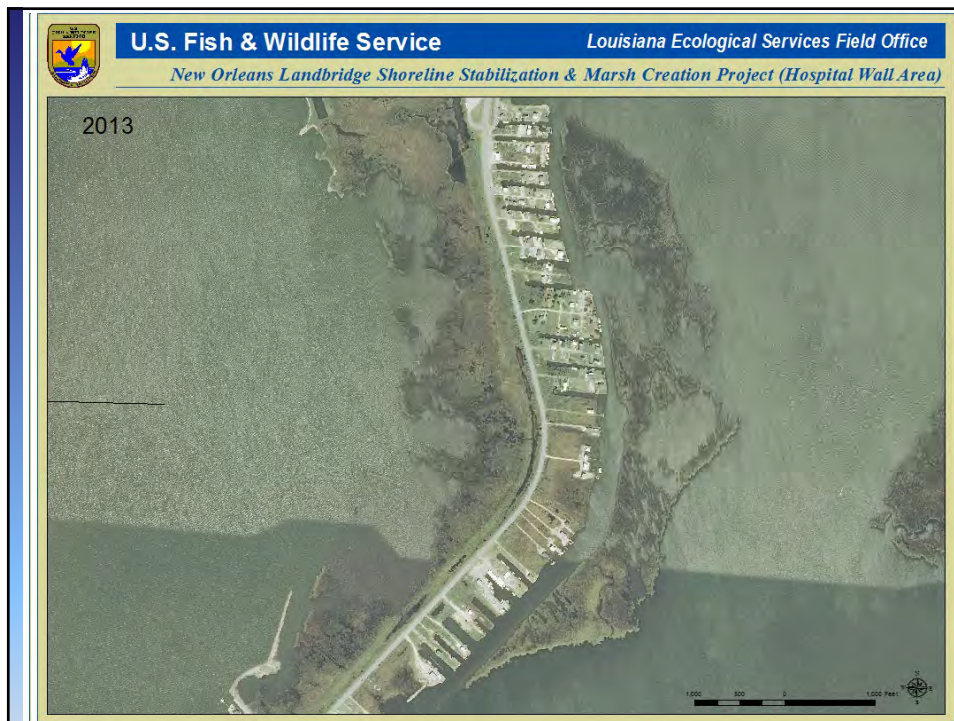 U.S. Fish & Wildlife Service
Louisiana Ecological Services Field Office
New Orleans Landbridge Shoreline Stabilization & Marsh Creation Project (Hospital Wall Area)
2013
1,000 500 0 1,000 Feet